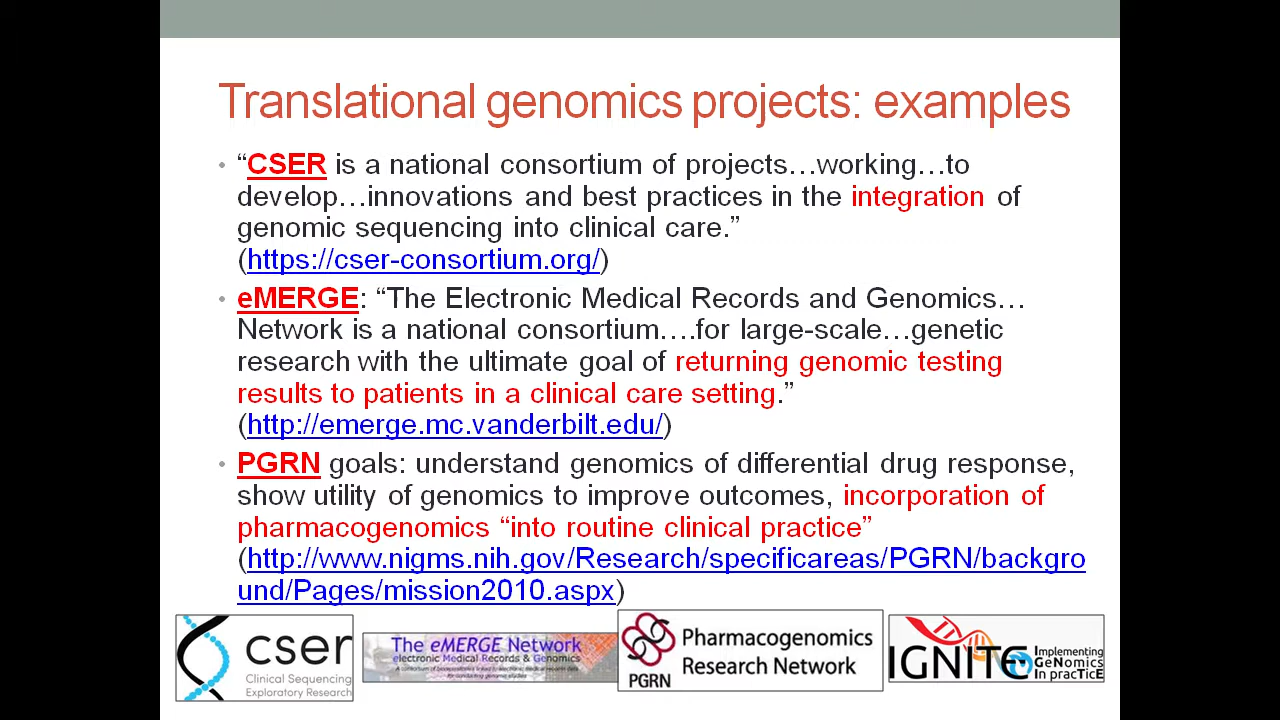 Translational genomics projects: examples
• “CSER is a national consortium of projects…working…to
develop…innovations and best practices in the integration of
genomic sequencing into clinical care.”
(https://cser-consortium.org/)
• eMERGE: “The Electronic Medical Records and Genomics…
Network is a national consortium….for large-scale…genetic
research with the ultimate goal of returning genomic testing
results to patients in a clinical care setting.”
(http://emerge.mc.vanderbilt.edu/)
• PGRN goals: understand genomics of differential drug response,
show utility of genomics to improve outcomes, incorporation of
pharmacogenomics “into routine clinical practice”
(http://www.nigms.nih.gov/Research/specificareas/PGRN/backgro
und/Pages/mission2010.aspx)
cser
Clinical Sequencing
Exploratory Research
The eMERGE Network
electronic Medical Records & Genomics
PGRN
Pharmacogenomics
Research Network
IGNITE
Implementing
GeNomics
In pracTicE